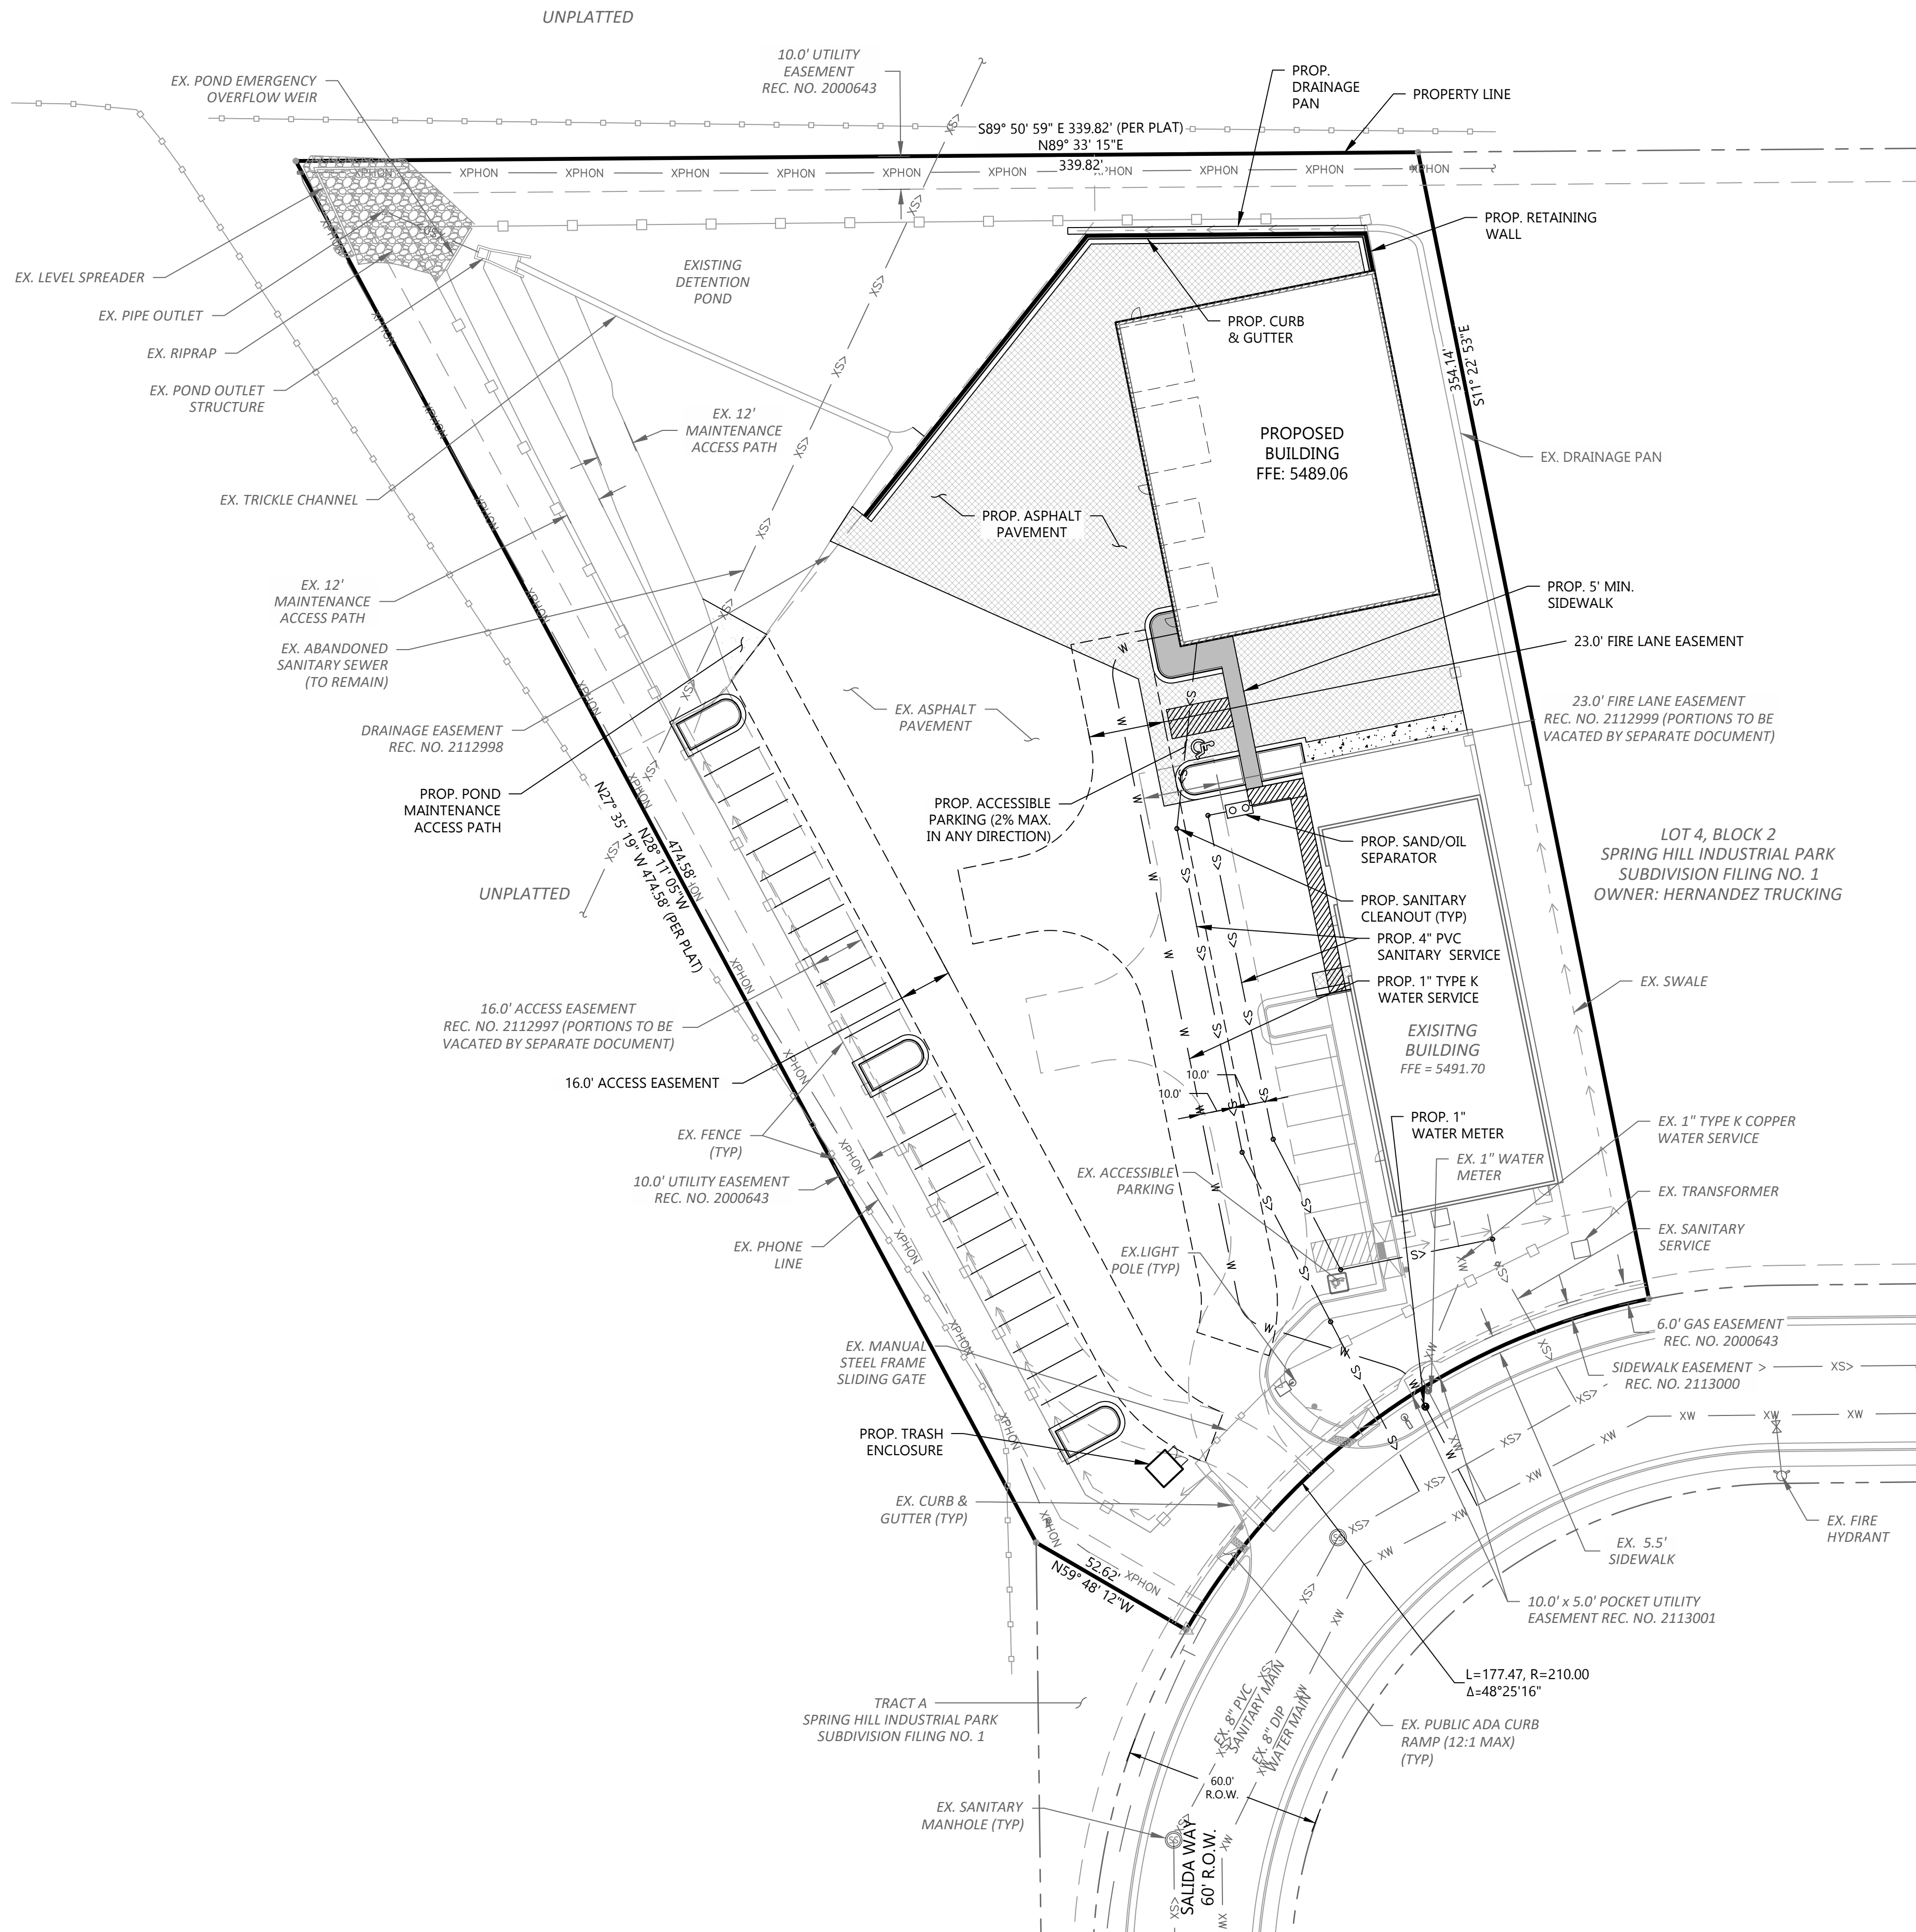 UNPLATTED
10.0' UTILITY
EASEMENT
REC. NO. 2000643
EX. POND EMERGENCY
OVERFLOW WEIR
PROP.
DRAINAGE
PAN
PROPERTY LINE
S89° 50' 59" E 339.82' (PER PLAT)
N89° 33' 15"E
339.82'
XPHON
XPHON
XPHON
XPHON
XPHON
XPHON
XPHON
XPHON
XPHON
XPHON
PROP. RETAINING
WALL
EX. LEVEL SPREADER
EX. PIPE OUTLET
EX. RIPRAP
EX. POND OUTLET
STRUCTURE
EXISTING
DETENTION
POND
PROP. CURB
& GUTTER
354.14'
S11° 22' 53"E
EX. 12'
MAINTENANCE
ACCESS PATH
PROPOSED
BUILDING
FFE: 5489.06
EX. DRAINAGE PAN
EX. TRICKLE CHANNEL
PROP. ASPHALT
PAVEMENT
EX. 12'
MAINTENANCE
ACCESS PATH
PROP. 5' MIN.
SIDEWALK
EX. ABANDONED
SANITARY SEWER
(TO REMAIN)
23.0' FIRE LANE EASEMENT
DRAINAGE EASEMENT
REC. NO. 2112998
EX. ASPHALT
PAVEMENT
23.0' FIRE LANE EASEMENT
REC. NO. 2112999 (PORTIONS TO BE
VACATED BY SEPARATE DOCUMENT)
PROP. POND
MAINTENANCE
ACCESS PATH
PROP. ACCESSIBLE
PARKING (2% MAX.
IN ANY DIRECTION)
PROP. SAND/OIL
SEPARATOR
LOT 4, BLOCK 2
SPRING HILL INDUSTRIAL PARK
SUBDIVISION FILING NO. 1
OWNER: HERNANDEZ TRUCKING
474.58'
N28° 11' 05"W
N27° 35' 19" W 474.58' (PER PLAT)
UNPLATTED
PROP. SANITARY
CLEANOUT (TYP)
PROP. 4" PVC
SANITARY SERVICE
PROP. 1" TYPE K
WATER SERVICE
EX. SWALE
16.0' ACCESS EASEMENT
REC. NO. 2112997 (PORTIONS TO BE
VACATED BY SEPARATE DOCUMENT)
EXISITNG
BUILDING
FFE = 5491.70
16.0' ACCESS EASEMENT
10.0'
10.0'
PROP. 1"
WATER METER
EX. 1" TYPE K COPPER
WATER SERVICE
EX. FENCE
(TYP)
EX. 1" WATER
METER
10.0' UTILITY EASEMENT
REC. NO. 2000643
EX. ACCESSIBLE
PARKING
EX. TRANSFORMER
EX. SANITARY
SERVICE
EX. PHONE
LINE
EX.LIGHT
POLE (TYP)
6.0' GAS EASEMENT
REC. NO. 2000643
EX. MANUAL
STEEL FRAME
SLIDING GATE
SIDEWALK EASEMENT
REC. NO. 2113000
PROP. TRASH
ENCLOSURE
EX. CURB &
GUTTER (TYP)
EX. FIRE
HYDRANT
EX. 5.5'
SIDEWALK
52.62'
N59° 48' 12"W
10.0' x 5.0' POCKET UTILITY
EASEMENT REC. NO. 2113001
L=177.47, R=210.00
Δ=48°25'16"
TRACT A
SPRING HILL INDUSTRIAL PARK
SUBDIVISION FILING NO. 1
EX. 8" PVC
SANITARY MAIN
EX. 8" DIP
WATER MAIN
EX. PUBLIC ADA CURB
RAMP (12:1 MAX)
(TYP)
60.0'
R.O.W.
EX. SANITARY
MANHOLE (TYP)
SALIDA WAY
60' R.O.W.